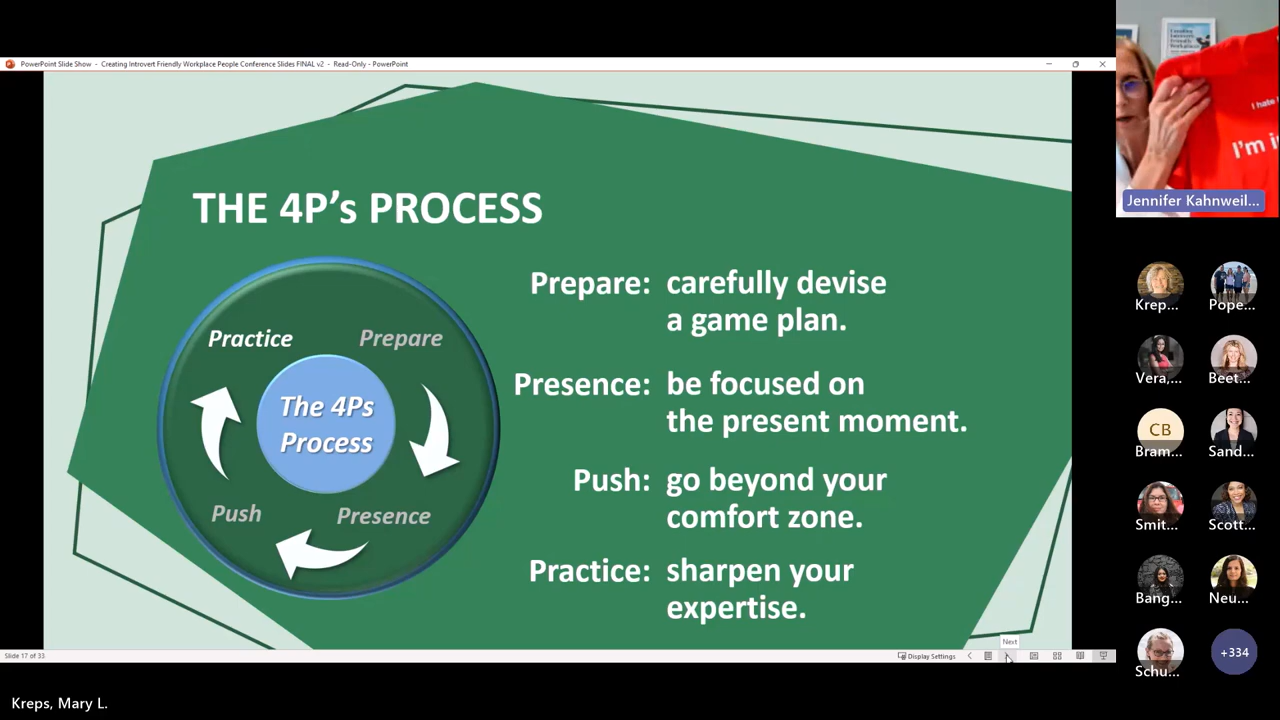 PowerPoint Slide Show - Creating Introvert Friendly Workplace People Conference Slides FINAL v2 - Read-Only - PowerPoint
THE 4P's PROCESS
Practice
Prepare
The 4Ps
Process
Push
Presence
Prepare: carefully devise
a game plan.
Presence: be focused on
the present moment.
Push: go beyond your
comfort zone.
Practice: sharpen your
expertise.
Next
Slide 17 of 33
Display Settings
I hate
I'm i
Jennifer Kahnweil...
Krep...
Pope...
Vera,...
Beet...
CB
Bram...
Sand...
Smit...
Scott...
Bang...
Neu...
Schu...
+334
Kreps, Mary L.